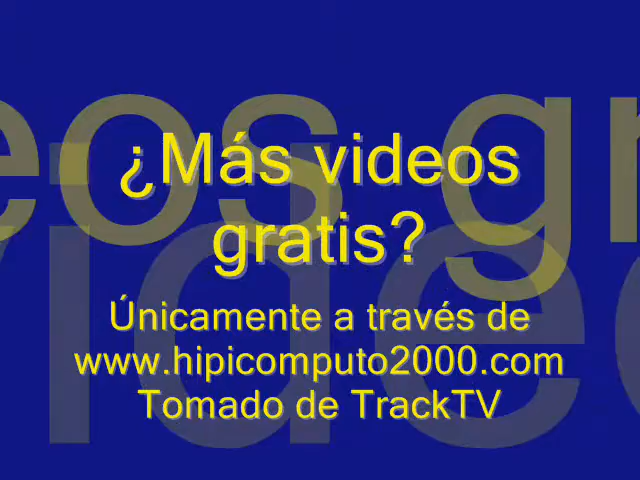 ¿Más videos
gratis?
Únicamente a través de
www.hipicomputo2000.com
Tomado de TrackTV